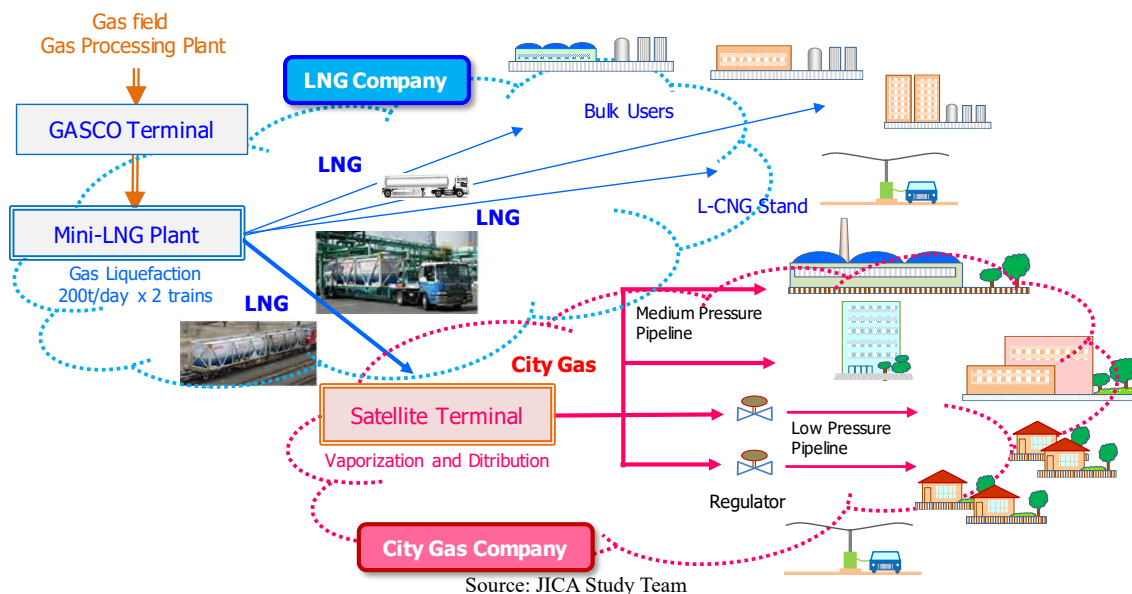 Gas field
Gas Processing Plant
LNG Company
GASCO Terminal
Bulk Users
LNG
LNG
L-CNG Stand
Mini-LNG Plant
Gas Liquefaction
200t/day x 2 trains
LNG
Medium Pressure
Pipeline
City Gas
Satellite Terminal
Low Pressure
Pipeline
Vaporization and Ditribution
Regulator
City Gas Company
Source: JICA Study Team